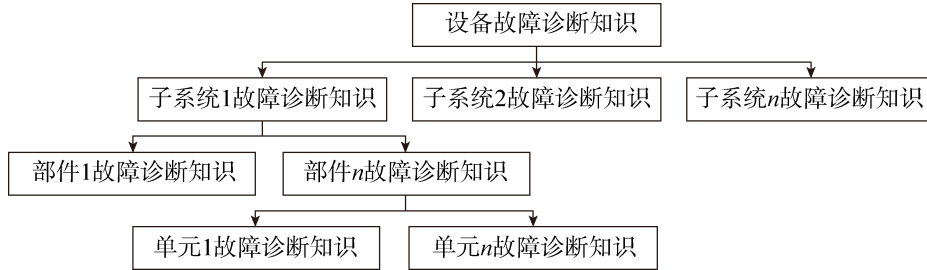 设备故障诊断知识
子系统1故障诊断知识
子系统2故障诊断知识
子系统n故障诊断知识
部件1故障诊断知识
部件n故障诊断知识
单元1故障诊断知识
单元n故障诊断知识